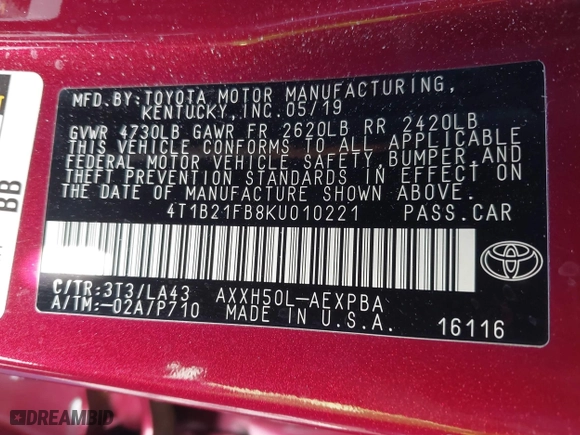 MFD.BY:TOYOTA MOTOR MANUFACTURING,
KENTUCKY,INC.05/19
GVWR 4730LB GAWR FR 2620LB RR 2420LB
THIS VEHICLE CONFORMS TO ALL APPLICABLE
FEDERAL MOTOR VEHICLE SAFETY,BUMPER,AND
THEFT PREVENTION STANDARDS IN EFFECT ON
THE DATE OF MANUFACTURE SHOWN ABOVE.
4T1B21FB8KU010221 PASS.CAR
C/TR:3T3/LA43 AXXH50L-AEXPBA
A/TM:-02A/P710 MADE IN U.S.A.
16116
BB
DREAMBID